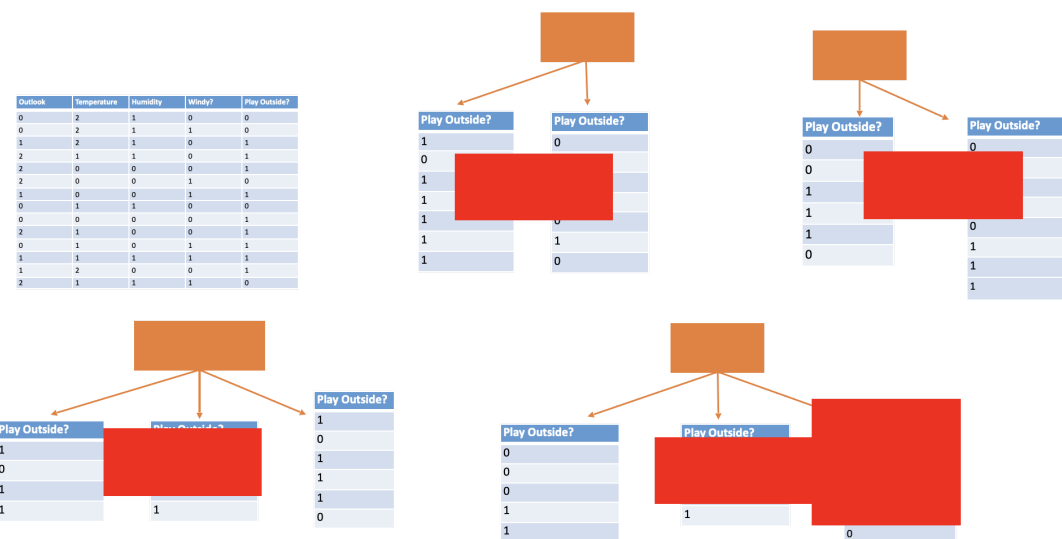 Outlook Temperature Humidity Windy? Play Outside?
0 2 1 0 0
0 2 1 1 0
1 2 1 0 1
2 1 1 0 1
2 0 0 0 1
2 0 0 1 0
1 0 0 1 1
0 1 1 0 0
0 0 0 0 1
2 1 0 0 1
0 1 0 1 1
1 1 1 1 1
1 2 0 0 1
2 1 1 1 0
Play Outside?
1
0
1
1
1
1
1
Play Outside?
0
0
1
0
Play Outside?
0
0
1
1
1
0
Play Outside?
0
0
1
1
1
Play Outside?
1
0
1
1
Play Outside?
1
Play Outside?
1
0
1
1
1
0
Play Outside?
0
0
0
1
1
Play Outside?
1
0